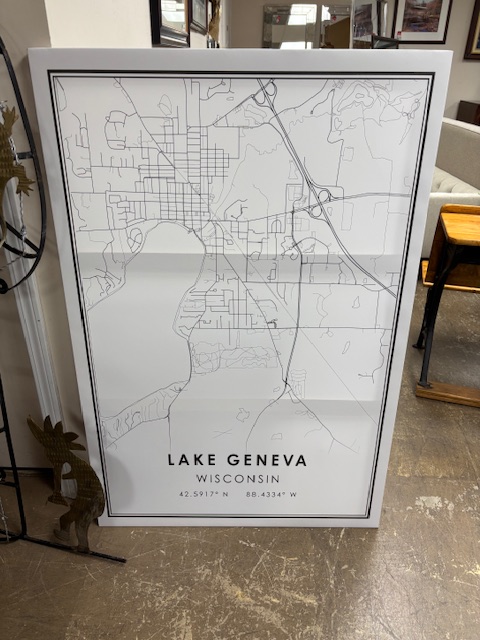 LAKE GENEVA
WISCONSIN
42.5917° N 88.4334° W